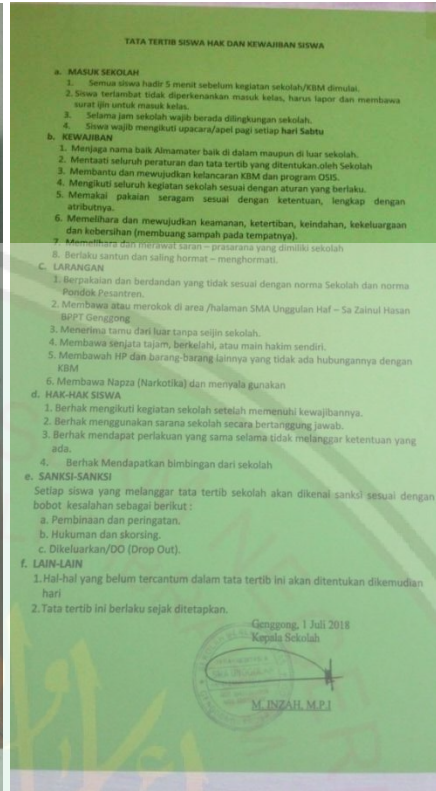 TATA TERTIB SISWA HAK DAN KEWAJIBAN SISWA
a. MASUK SEKOLAH
1. Semua siswa hadir 5 menit sebelum kegiatan sekolah/KBM dimulai.
2. Siswa terlambat tidak diperkenankan masuk kelas, harus lapor dan membawa
surat ijin untuk masuk kelas.
3. Selama jam sekolah wajib berada dilingkungan sekolah.
4. Siswa wajib mengikuti upacara/apel pagi setiap hari Sabtu
b. KEWAJIBAN
1. Menjaga nama baik Almamater baik di dalam maupun di luar sekolah.
2. Mentaati seluruh peraturan dan tata tertib yang ditentukan.oleh Sekolah
3. Membantu dan mewujudkan kelancaran KBM dan program OSIS.
4. Mengikuti seluruh kegiatan sekolah sesuai dengan aturan yang berlaku.
5. Memakai pakaian seragam sesuai dengan ketentuan, lengkap dengan
atributnya.
6. Memelihara dan mewujudkan keamanan, ketertiban, keindahan, kekeluargaan
dan kebersihan (membuang sampah pada tempatnya).
7. Memelihara dan merawat saran – prasarana yang dimiliki sekolah
8. Berlaku santun dan saling hormat – menghormati.
C. LARANGAN
1. Berpakaian dan berdandan yang tidak sesuai dengan norma Sekolah dan norma
Pondok Pesantren.
2. Membawa atau merokok di area /halaman SMA Unggulan Haf – Sa Zainul Hasan
BPPT Genggong
3. Menerima tamu dari luar tanpa seijin sekolah.
4. Membawa senjata tajam, berkelahi, atau main hakim sendiri.
5. Membawah HP dan barang-barang lainnya yang tidak ada hubungannya dengan
KBM
6. Membawa Napza (Narkotika) dan menyala gunakan
d. HAK-HAK SISWA
1. Berhak mengikuti kegiatan sekolah setelah memenuhi kewajibannya.
2. Berhak menggunakan sarana sekolah secara bertanggung jawab.
3. Berhak mendapat perlakuan yang sama selama tidak melanggar ketentuan yang
ada.
4. Berhak Mendapatkan bimbingan dari sekolah
e. SANKSI-SANKSI
Setiap siswa yang melanggar tata tertib sekolah akan dikenai sanksi sesuai dengan
bobot kesalahan sebagai berikut :
a. Pembinaan dan peringatan.
b. Hukuman dan skorsing.
c. Dikeluarkan/DO (Drop Out).
f. LAIN-LAIN
1. Hal-hal yang belum tercantum dalam tata tertib ini akan ditentukan dikemudian
hari
2. Tata tertib ini berlaku sejak ditetapkan.
Genggong, 1 Juli 2018
Kepala Sekolah
M. INZAH, M.P.I